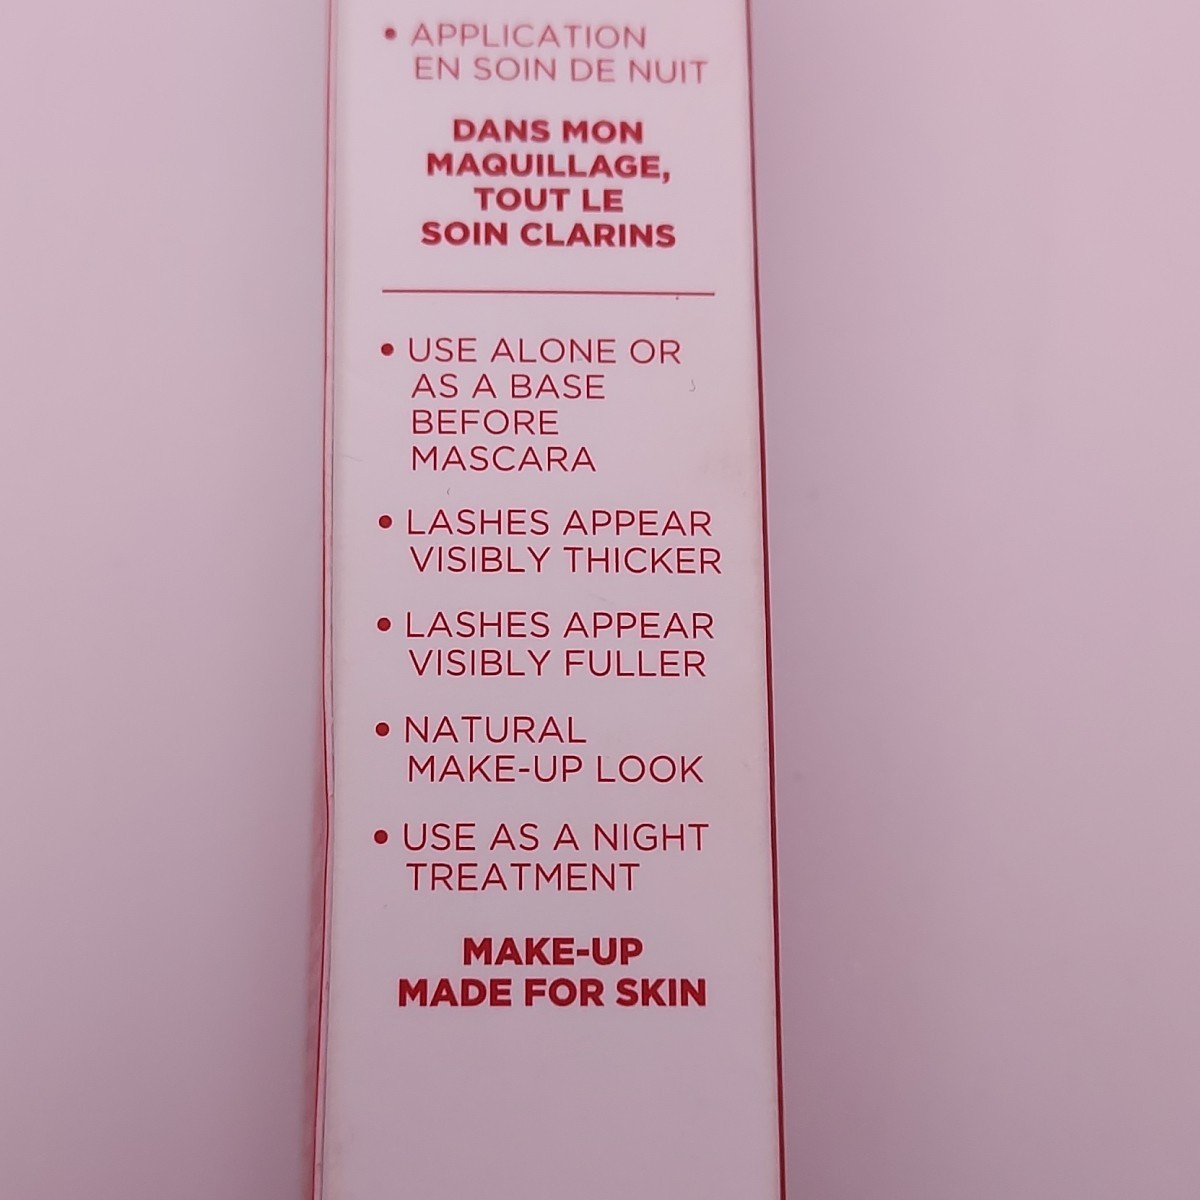 • APPLICATION
EN SOIN DE NUIT
DANS MON
MAQUILLAGE,
TOUT LE
SOIN CLARINS
• USE ALONE OR
AS A BASE
BEFORE
MASCARA
• LASHES APPEAR
VISIBLY THICKER
• LASHES APPEAR
VISIBLY FULLER
• NATURAL
MAKE-UP LOOK
• USE AS A NIGHT
TREATMENT
MAKE-UP
MADE FOR SKIN